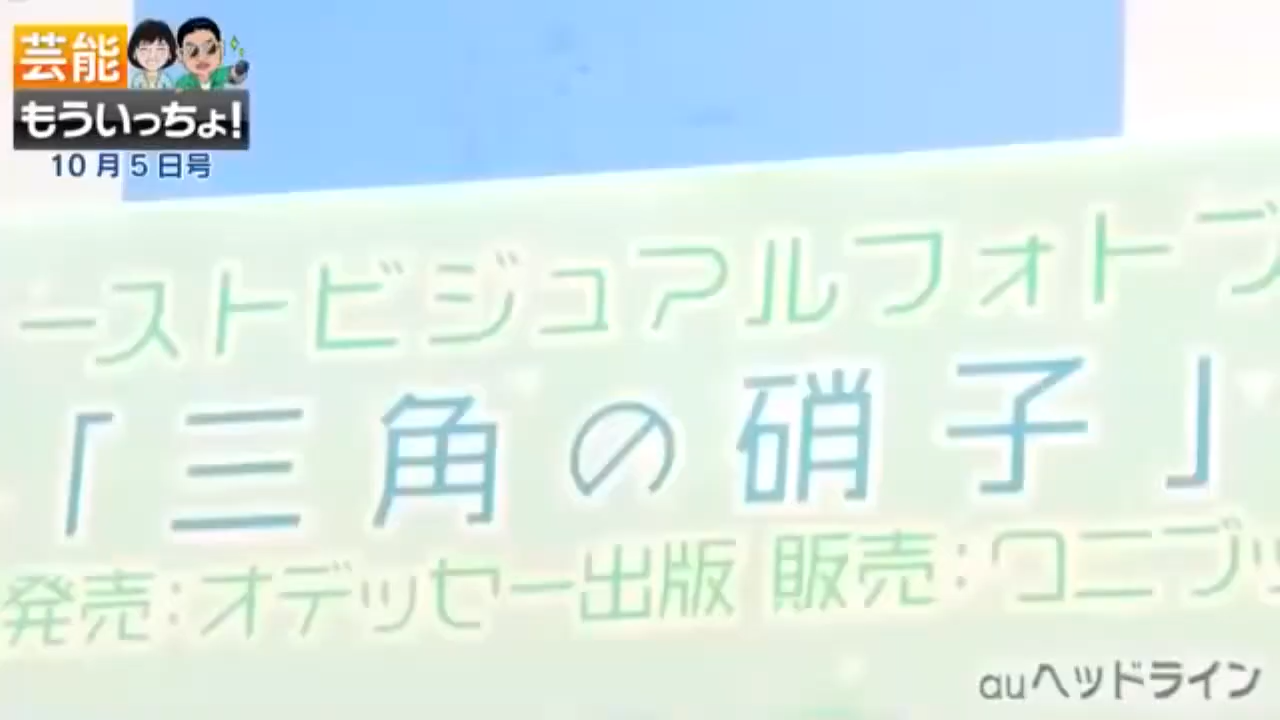 芸能
もういっちょ!
10月5日号
ーストビジュアルフォトブ
「三角の硝子」
発売:オデッセー出版 販売:ワニブッ
auヘッドライン